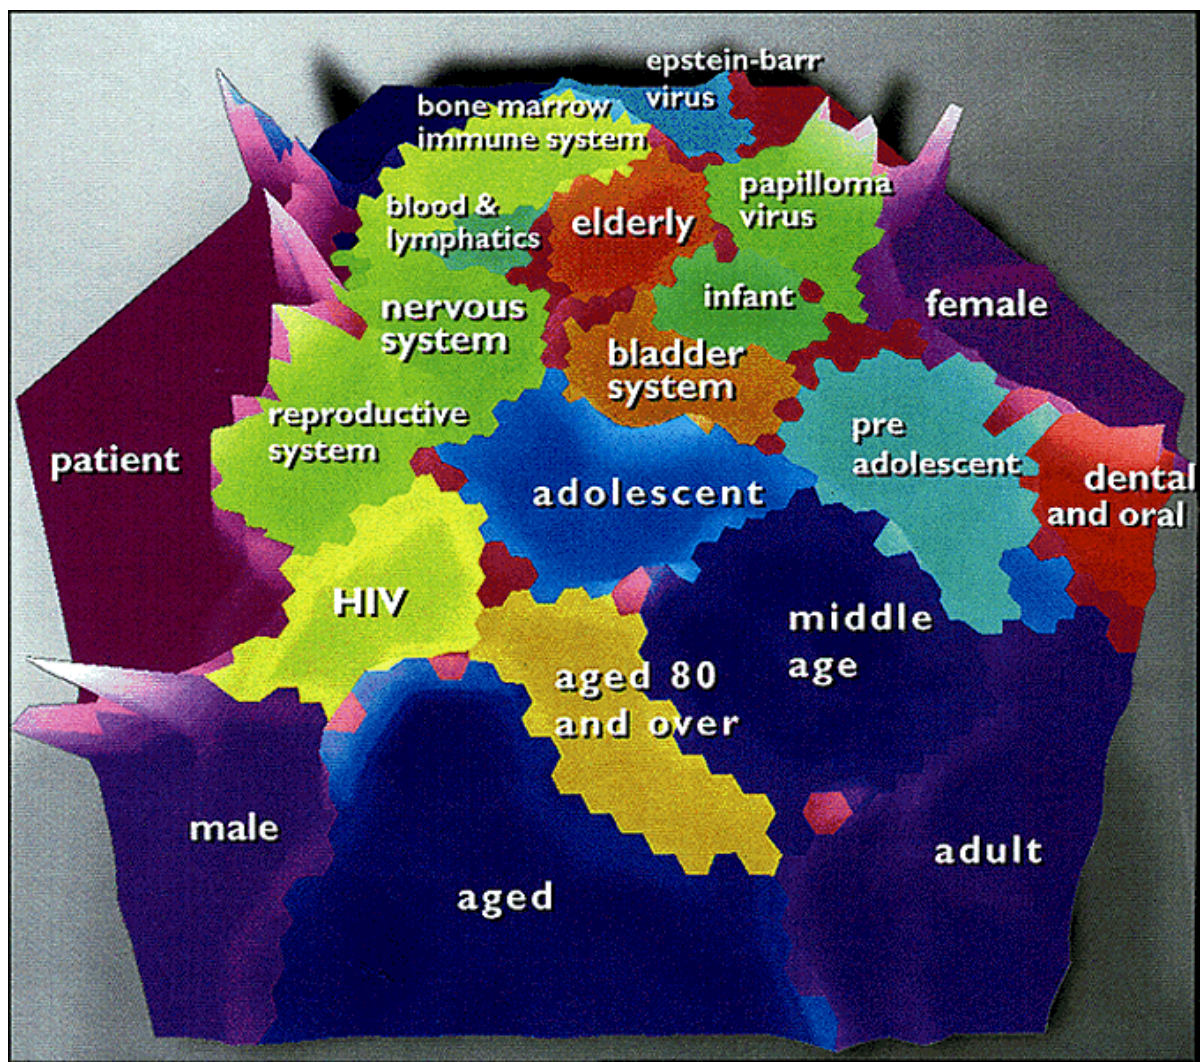 epstein-barr
virus
bone marrow
immune system
papilloma
virus
blood &
lymphatics
elderly
infant
female
nervous
system
bladder
system
reproductive
system
pre
adolescent
patient
dental
and oral
adolescent
HIV
middle
age
aged 80
and over
male
adult
aged